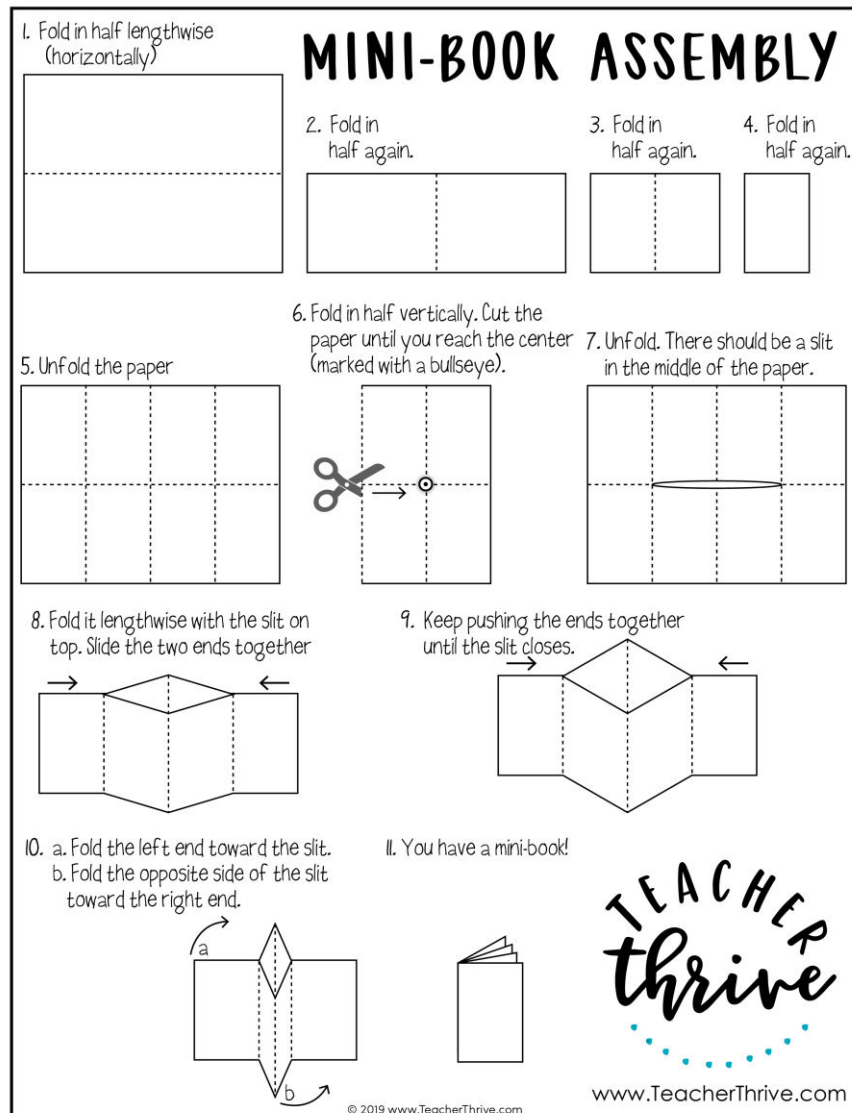 1. Fold in half lengthwise
(horizontally)
MINI-BOOK ASSEMBLY
2. Fold in
half again.
3. Fold in
half again.
4. Fold in
half again.
5. Unfold the paper
6. Fold in half vertically. Cut the
paper until you reach the center
(marked with a bullseye).
7. Unfold. There should be a slit
in the middle of the paper.
8. Fold it lengthwise with the slit on
top. Slide the two ends together
9. Keep pushing the ends together
until the slit closes.
10. a. Fold the left end toward the slit.
b. Fold the opposite side of the slit
toward the right end.
a
b
11. You have a mini-book!
TEACHER
thrive
www.TeacherThrive.com
© 2019 www.TeacherThrive.com